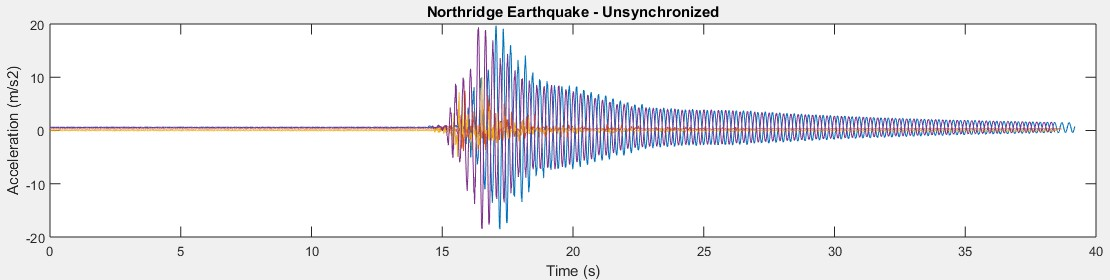 Northridge Earthquake - Unsynchronized
20
10
0
-10
-20
Acceleration (m/s2)
0 5 10 15 20 25 30 35 40
Time (s)